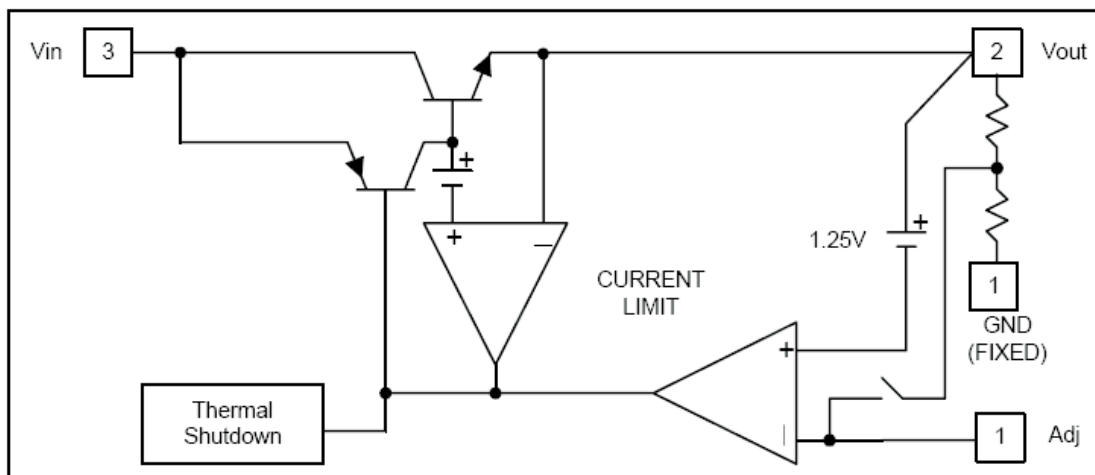 Vin
3
2
Vout
+
+
−
1.25V
+
CURRENT
LIMIT
1
GND
(FIXED)
+
−
Thermal
Shutdown
1
Adj